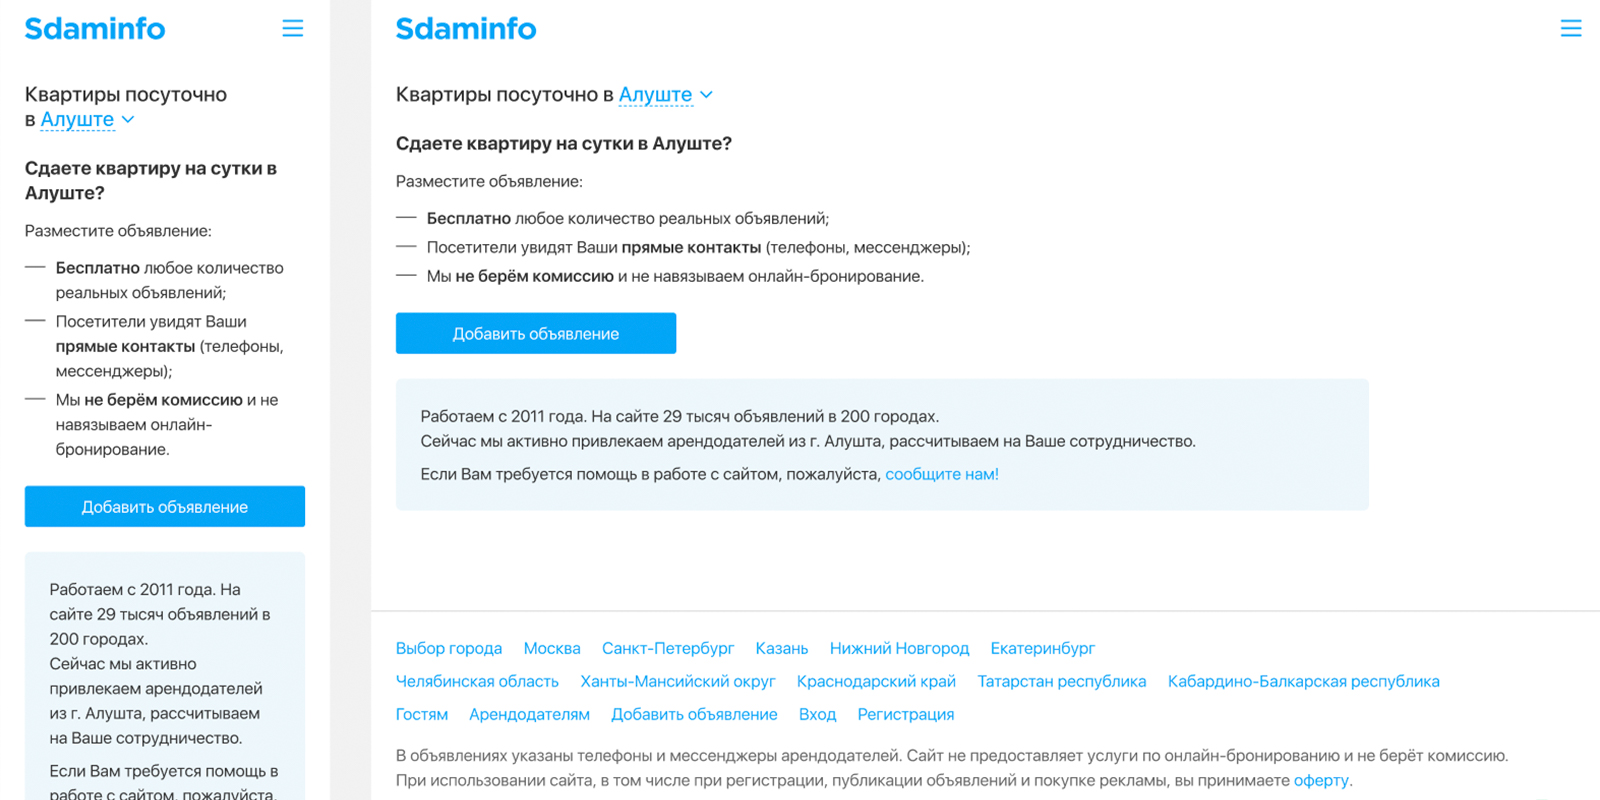 Sdaminfo
Квартиры посуточно
в Алуште
Сдаете квартиру на сутки в
Алуште?
Разместите объявление:
— Бесплатно любое количество
реальных объявлений;
— Посетители увидят Ваши
прямые контакты (телефоны,
мессенджеры);
— Мы не берём комиссию и не
навязываем онлайн-
бронирование.
Добавить объявление
Работаем с 2011 года. На
сайте 29 тысяч объявлений в
200 городах.
Сейчас мы активно
привлекаем арендодателей
из г. Алушта, рассчитываем
на Ваше сотрудничество.
Если Вам требуется помощь в
работе с сайтом, пожалуйста,
Sdaminfo
Квартиры посуточно в Алуште
Сдаете квартиру на сутки в Алуште?
Разместите объявление:
— Бесплатно любое количество реальных объявлений;
— Посетители увидят Ваши прямые контакты (телефоны, мессенджеры);
— Мы не берём комиссию и не навязываем онлайн-бронирование.
Добавить объявление
Работаем с 2011 года. На сайте 29 тысяч объявлений в 200 городах.
Сейчас мы активно привлекаем арендодателей из г. Алушта, рассчитываем на Ваше сотрудничество.
Если Вам требуется помощь в работе с сайтом, пожалуйста, сообщите нам!
Выбор города Москва Санкт-Петербург Казань Нижний Новгород Екатеринбург
Челябинская область Ханты-Мансийский округ Краснодарский край Татарстан республика Кабардино-Балкарская республика
Гостям Арендодателям Добавить объявление Вход Регистрация
В объявлениях указаны телефоны и мессенджеры арендодателей. Сайт не предоставляет услуги по онлайн-бронированию и не берёт комиссию.
При использовании сайта, в том числе при регистрации, публикации объявлений и покупке рекламы, вы принимаете оферту.